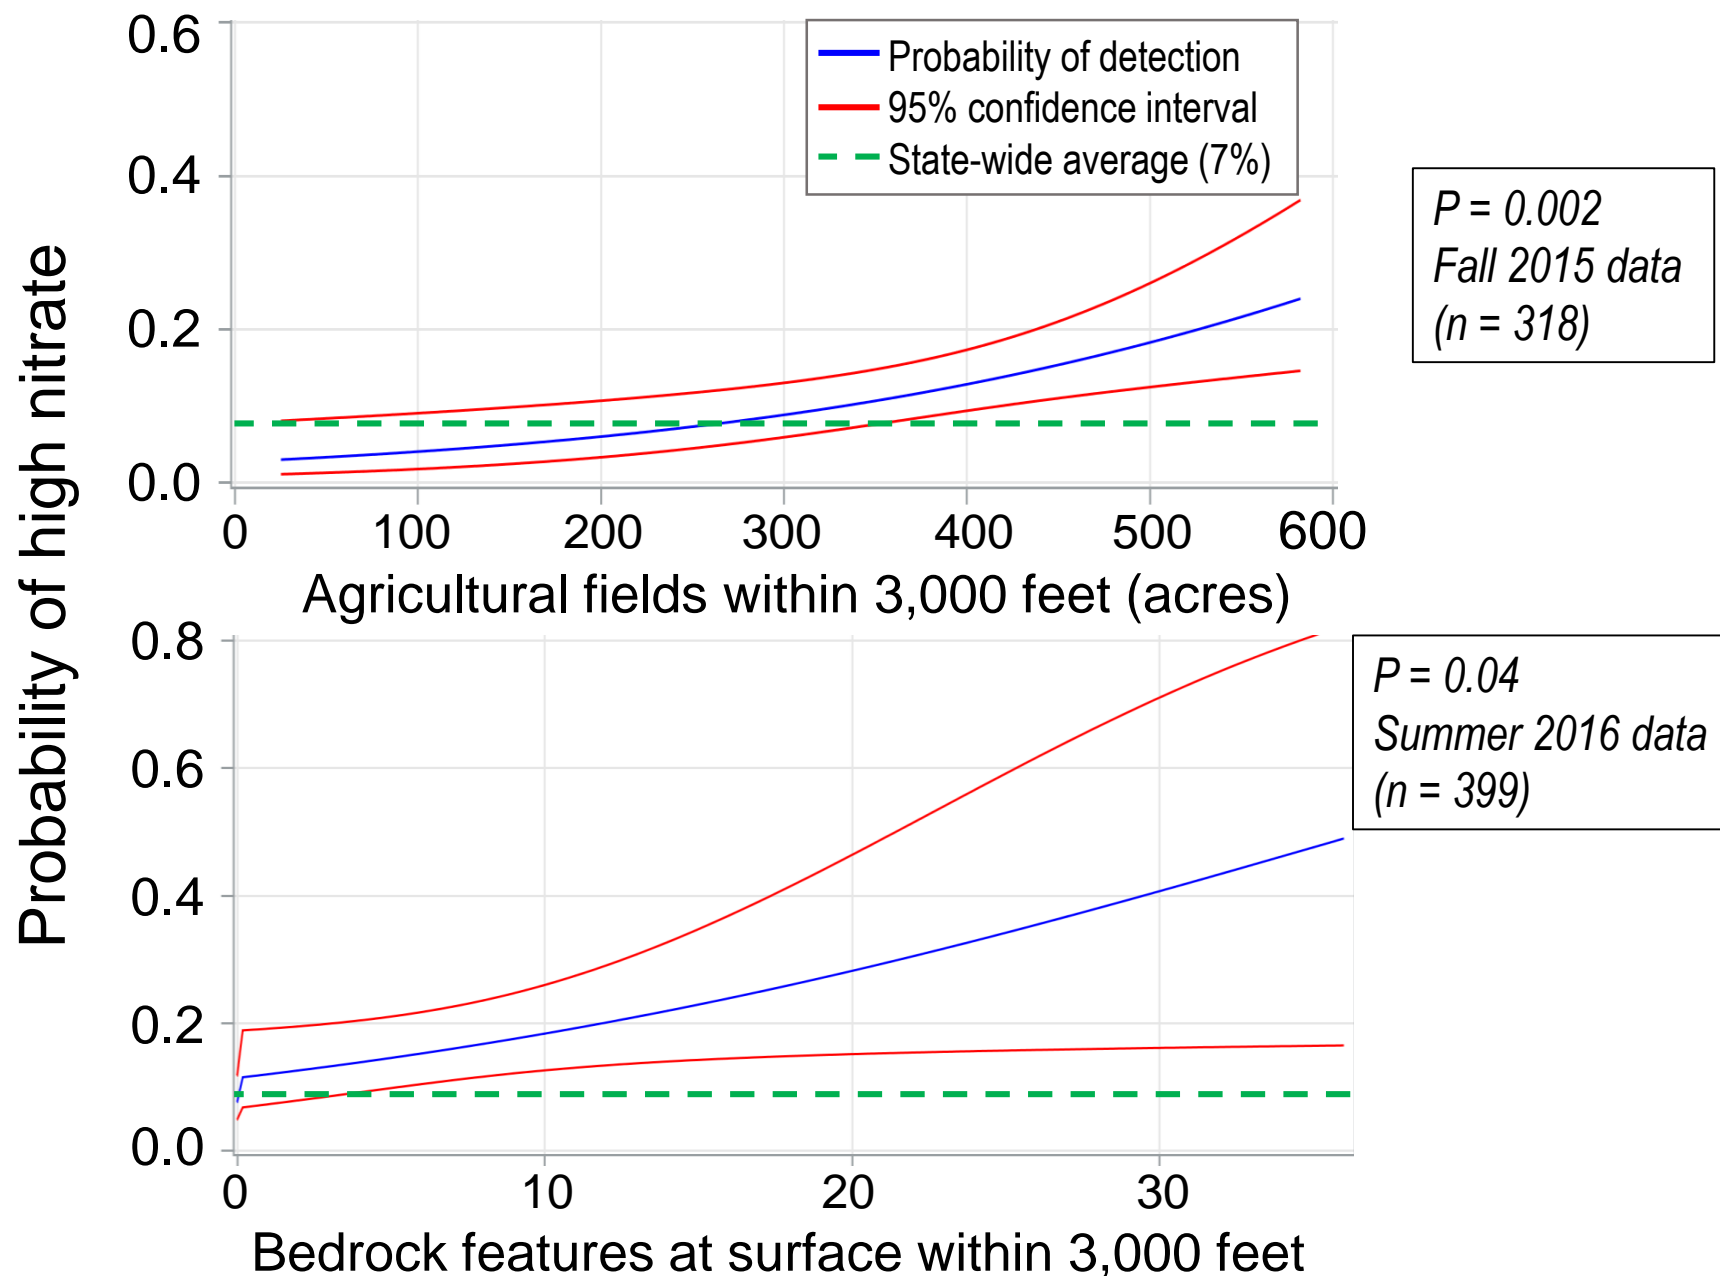 Probability of high nitrate
0.6
0.4
0.2
0.0
Probability of detection
95% confidence interval
State-wide average (7%)
P = 0.002
Fall 2015 data
(n = 318)
0 100 200 300 400 500 600
Agricultural fields within 3,000 feet (acres)
0.8
0.6
0.4
0.2
0.0
P = 0.04
Summer 2016 data
(n = 399)
0 10 20 30
Bedrock features at surface within 3,000 feet